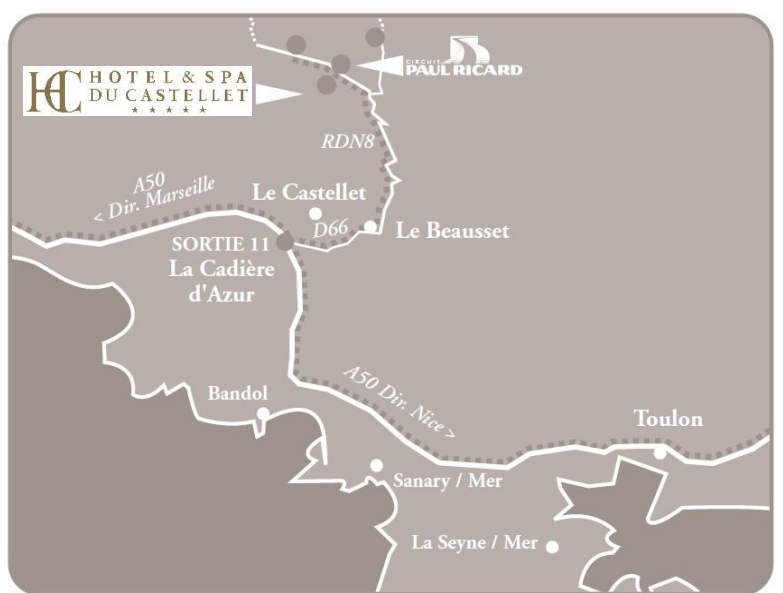 CIRCUIT
PAUL RICARD
HC HOTEL & SPA
DU CASTELLET
RDN8
A50
< Dir. Marseille
Le Castellet
D66
Le Beausset
SORTIE 11
La Cadière
d'Azur
A50 Dir. Nice >
Bandol
Toulon
Sanary / Mer
La Seyne / Mer